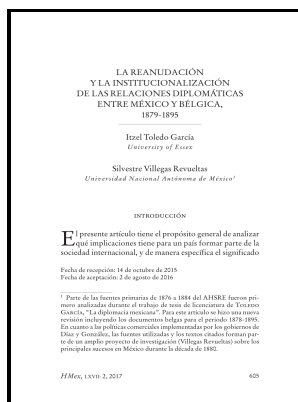 LA REANUDACIÓN
Y LA INSTITUCIONALIZACIÓN
DE LAS RELACIONES DIPLOMÁTICAS
ENTRE MÉXICO Y BÉLGICA,
1879-1895
Itzel Toledo García
University of Essex
Silvestre Villegas Revueltas
Universidad Nacional Autónoma de México¹
INTRODUCCIÓN
El presente artículo tiene el propósito general de analizar
qué implicaciones tiene para un país formar parte de la
sociedad internacional, y de manera específica el significado
Fecha de recepción: 14 de octubre de 2015
Fecha de aceptación: 2 de agosto de 2016
¹ Parte de las fuentes primarias de 1876 a 1884 del AHSRE fueron pri-
mero analizadas durante el trabajo de tesis de licenciatura de TOLEDO
GARCÍA, "La diplomacia mexicana". Para este artículo se hizo una nueva
revisión incluyendo los documentos belgas para el periodo 1878-1895.
En cuanto a las políticas comerciales implementadas por los gobiernos de
Díaz y González, las fuentes utilizadas y los textos citados forman par-
te de un amplio proyecto de investigación (Villegas Revueltas) sobre los
principales sucesos en México durante la década de 1880.
HMex, LXVII: 2, 2017 605